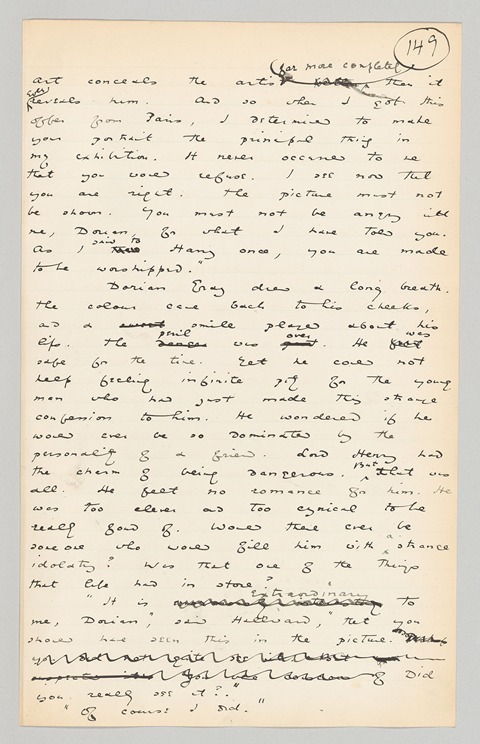 149
far more completely
art conceals the artist than it
ever reveals him. And so when I got this
offer from Paris, I determined to make
your portrait the principal thing in
my exhibition. It never occurred to me
that you would refuse. I see now that
you are right. The picture must not
be shown. You must not be angry with
me, Dorian, for what I have told you.
As I said to Harry once, you are made
to be worshipped."
Dorian Gray drew a long breath.
The colour came back to his cheeks,
and a smile played about his
lips. The peril was over. He was
safe for the time. Yet he could not
help feeling infinite pity for the young
man who had just made this strange
confession to him. He wondered if he
would ever be so dominated by the
personality of a friend. Lord Henry had
the charm of being dangerous. But that was
all. He felt no romance for him. He
was too clever and too cynical to be
really fond of. Would there ever be
someone who would fill him with a strange
idolatry? Was that one of the things
that life had in store?
"It is extraordinary to
me, Dorian," said Hallward, "that you
should have seen this in the picture.
Did
you really see it?"
"Of course I did."